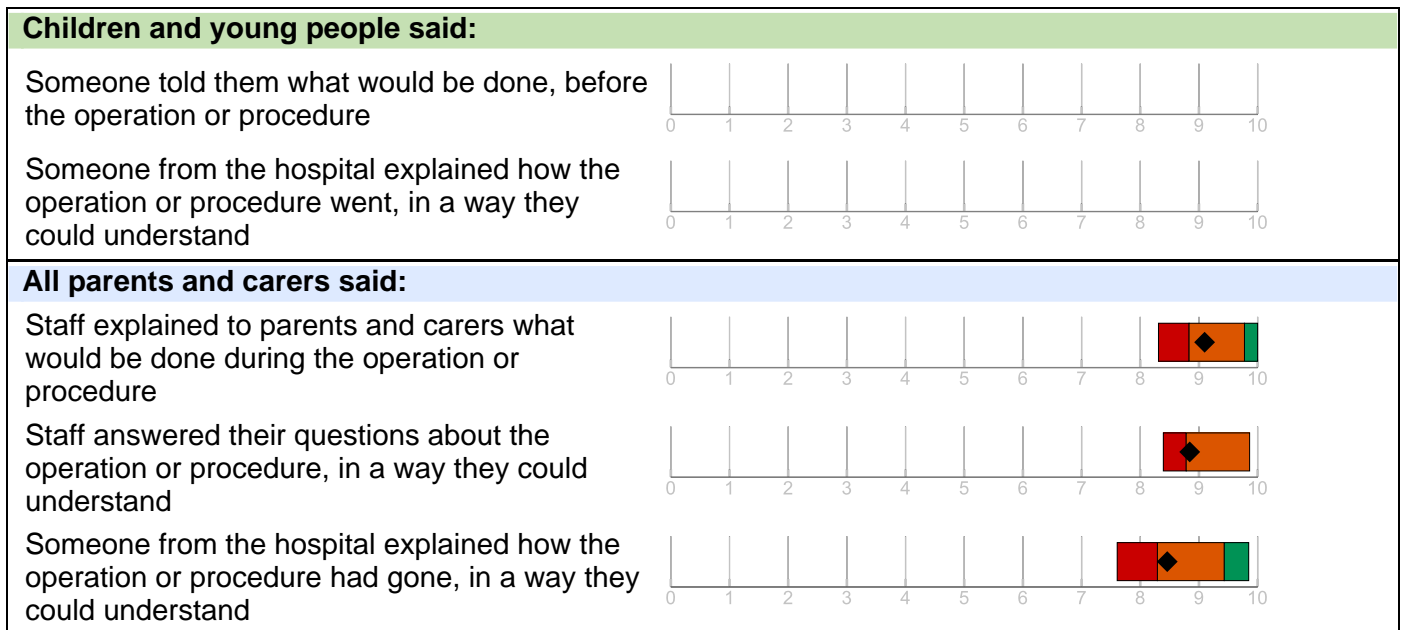 Children and young people said:
Someone told them what would be done, before
the operation or procedure
0 1 2 3 4 5 6 7 8 9 10
Someone from the hospital explained how the
operation or procedure went, in a way they
could understand
0 1 2 3 4 5 6 7 8 9 10
All parents and carers said:
Staff explained to parents and carers what
would be done during the operation or
procedure
0 1 2 3 4 5 6 7 8 9 10
Staff answered their questions about the
operation or procedure, in a way they could
understand
0 1 2 3 4 5 6 7 8 9 10
Someone from the hospital explained how the
operation or procedure had gone, in a way they
could understand
0 1 2 3 4 5 6 7 8 9 10